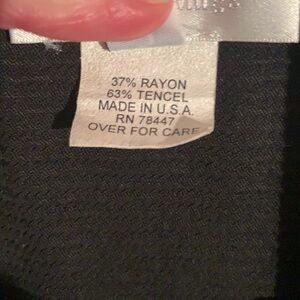 37% RAYON
63% TENCEL
MADE IN U.S.A.
RN 78447
OVER FOR CARE